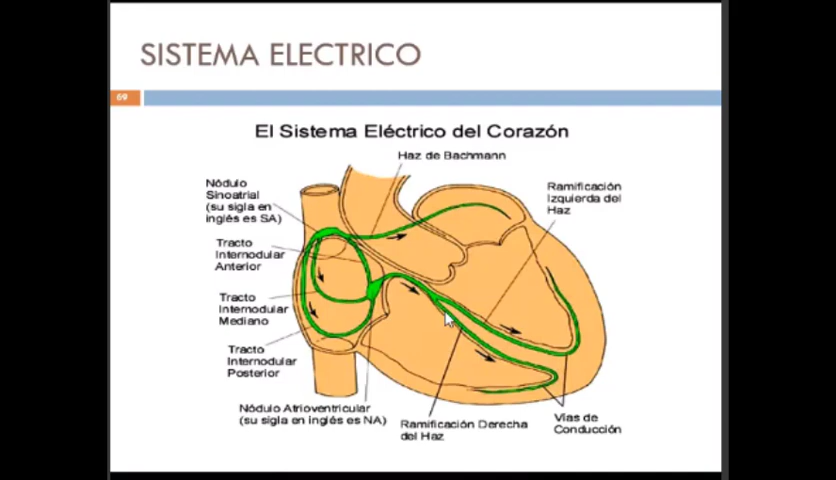 SISTEMA ELECTRICO
69
El Sistema Eléctrico del Corazón
Haz de Bachmann
Nódulo
Sinoatrial
(su sigla en
inglés es SA)
Ramificación
Izquierda del
Haz
Tracto
Internodular
Anterior
Tracto
Internodular
Mediano
Tracto
Internodular
Posterior
Nódulo Atrioventricular
(su sigla en inglés es NA)
Ramificación Derecha
del Haz
Vías de
Conducción